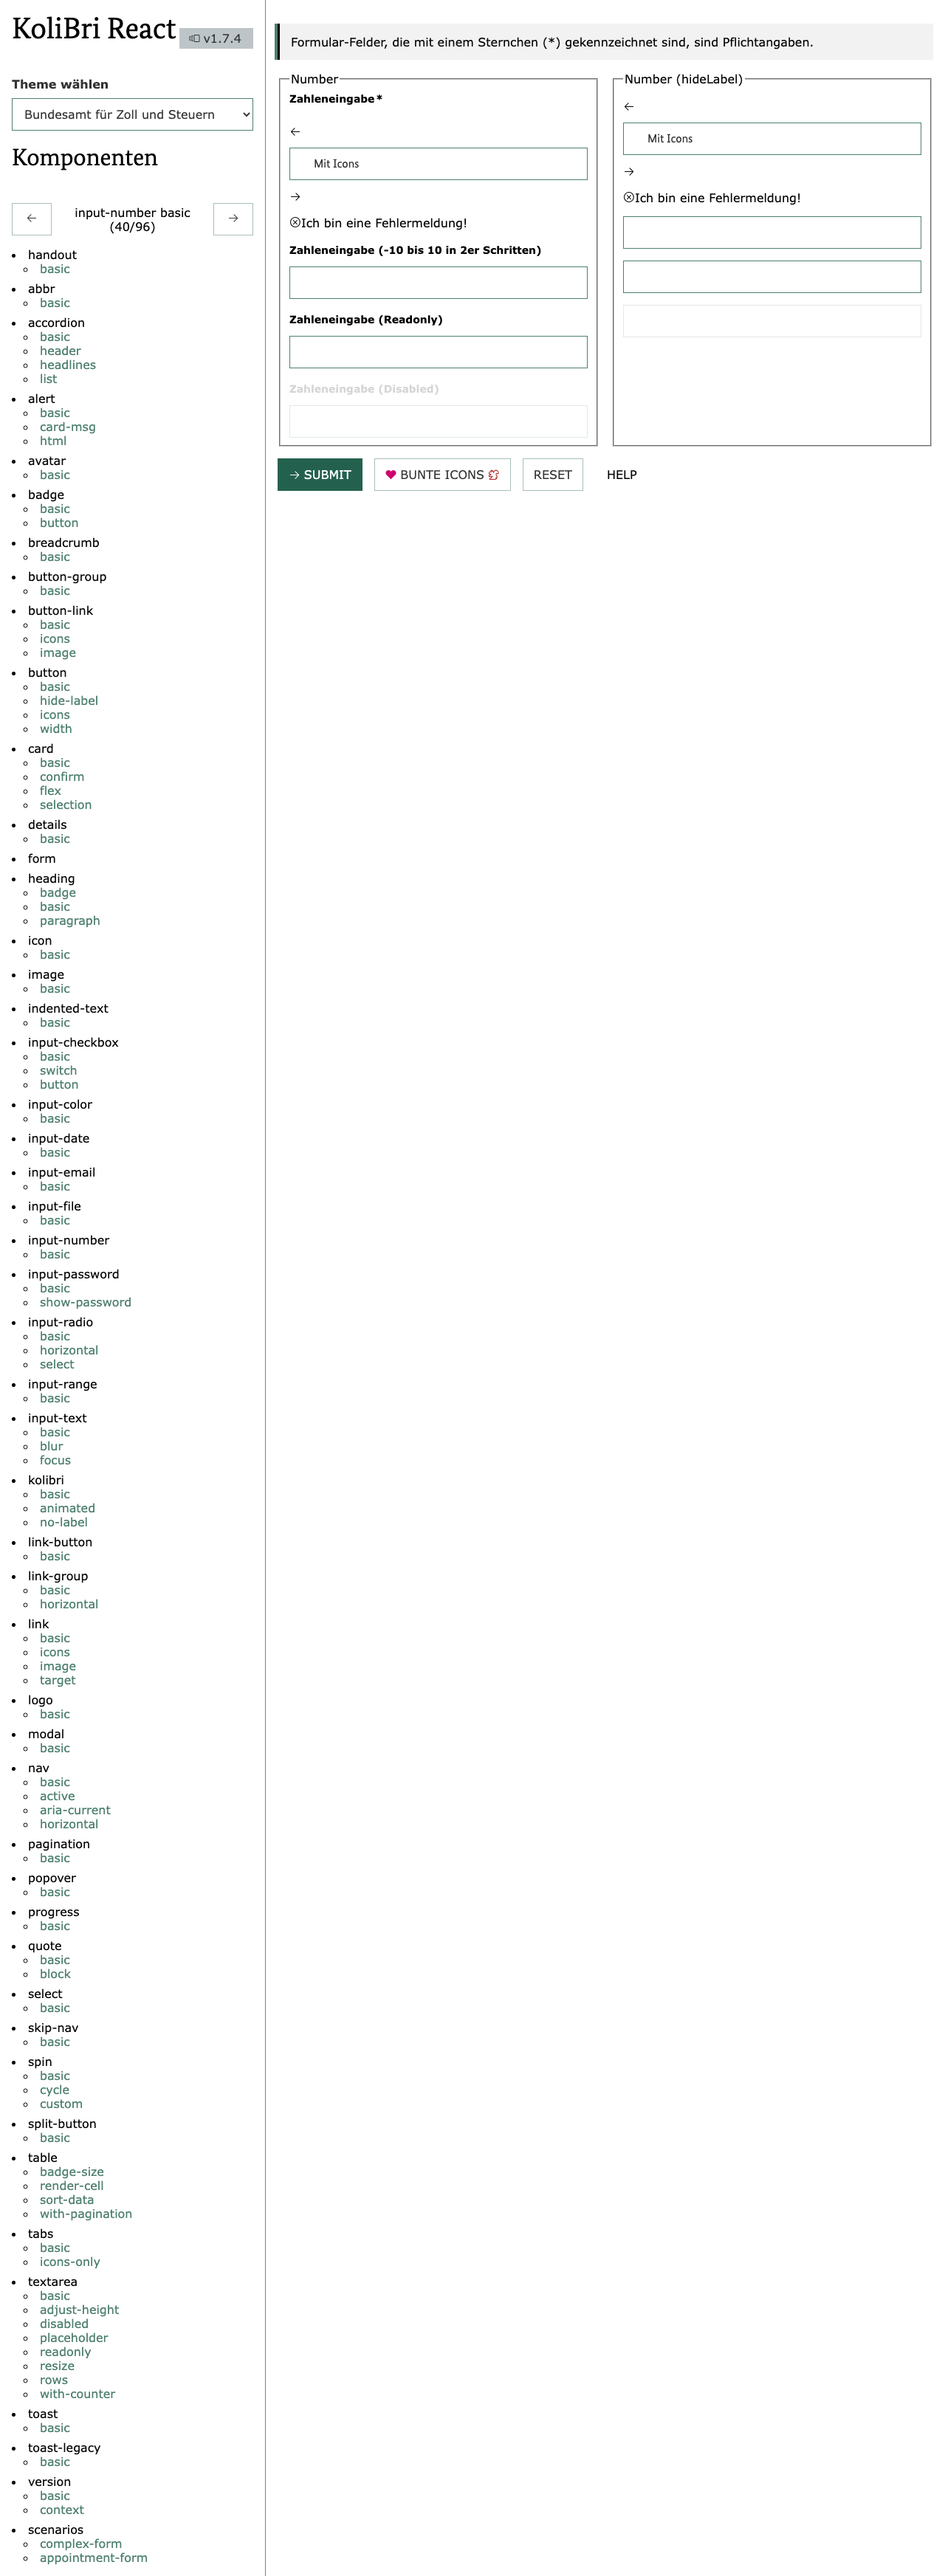 KoliBri React
v1.7.4
Theme wählen
Bundesamt für Zoll und Steuern
Komponenten
input-number basic
(40/96)
handout
basic
abbr
basic
accordion
basic
header
headlines
list
alert
basic
card-msg
html
avatar
basic
badge
basic
button
breadcrumb
basic
button-group
basic
button-link
basic
icons
image
button
basic
hide-label
icons
width
card
basic
confirm
flex
selection
details
basic
form
heading
badge
basic
paragraph
icon
basic
image
basic
indented-text
basic
input-checkbox
basic
switch
button
input-color
basic
input-date
basic
input-email
basic
input-file
basic
input-number
basic
input-password
basic
show-password
input-radio
basic
horizontal
select
input-range
basic
input-text
basic
blur
focus
kolibri
basic
animated
no-label
link-button
basic
link-group
basic
horizontal
link
basic
icons
image
target
logo
basic
modal
basic
nav
basic
active
aria-current
horizontal
pagination
basic
popover
basic
progress
basic
quote
basic
block
select
basic
skip-nav
basic
spin
basic
cycle
custom
split-button
basic
table
badge-size
render-cell
sort-data
with-pagination
tabs
basic
icons-only
textarea
basic
adjust-height
disabled
placeholder
readonly
resize
rows
with-counter
toast
basic
toast-legacy
basic
version
basic
context
scenarios
complex-form
appointment-form
Formular-Felder, die mit einem Sternchen (*) gekennzeichnet sind, sind Pflichtangaben.
Number
Zahleneingabe*
Mit Icons
Ich bin eine Fehlermeldung!
Zahleneingabe (-10 bis 10 in 2er Schritten)
Zahleneingabe (Readonly)
Zahleneingabe (Disabled)
Number (hideLabel)
Mit Icons
Ich bin eine Fehlermeldung!
SUBMIT
BUNTE ICONS
RESET
HELP